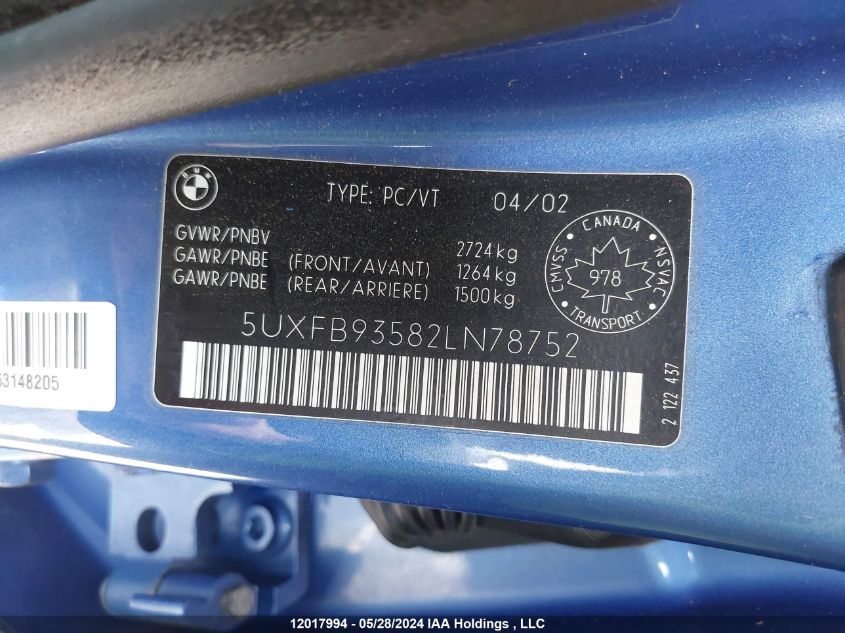 BMW
TYPE: PC/VT 04/02
GVWR/PNBV 2724kg
GAWR/PNBE (FRONT/AVANT) 1264kg
GAWR/PNBE (REAR/ARRIERE) 1500kg
CANADA
CMVSS 978 NSVAC
TRANSPORT
5UXFB93582LN78752
2 122 437
53148205
12017994 - 05/28/2024 IAA Holdings , LLC